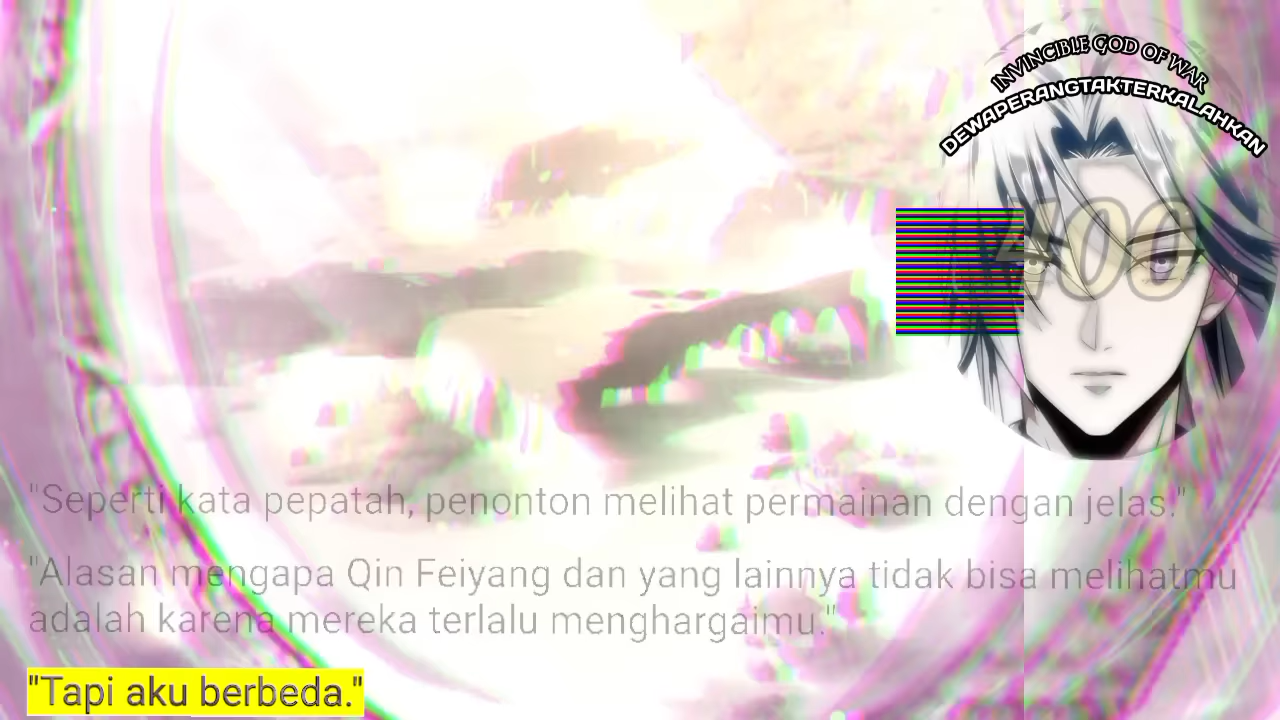 INVINCIBLE GOD OF WAR
DEWAPERANGTAKTERKALAHKAN
400
"Seperti kata pepatah, penonton melihat permainan dengan jelas."
"Alasan mengapa Qin Feiyang dan yang lainnya tidak bisa melihatmu
adalah karena mereka terlalu menghargaimu."
"Tapi aku berbeda."